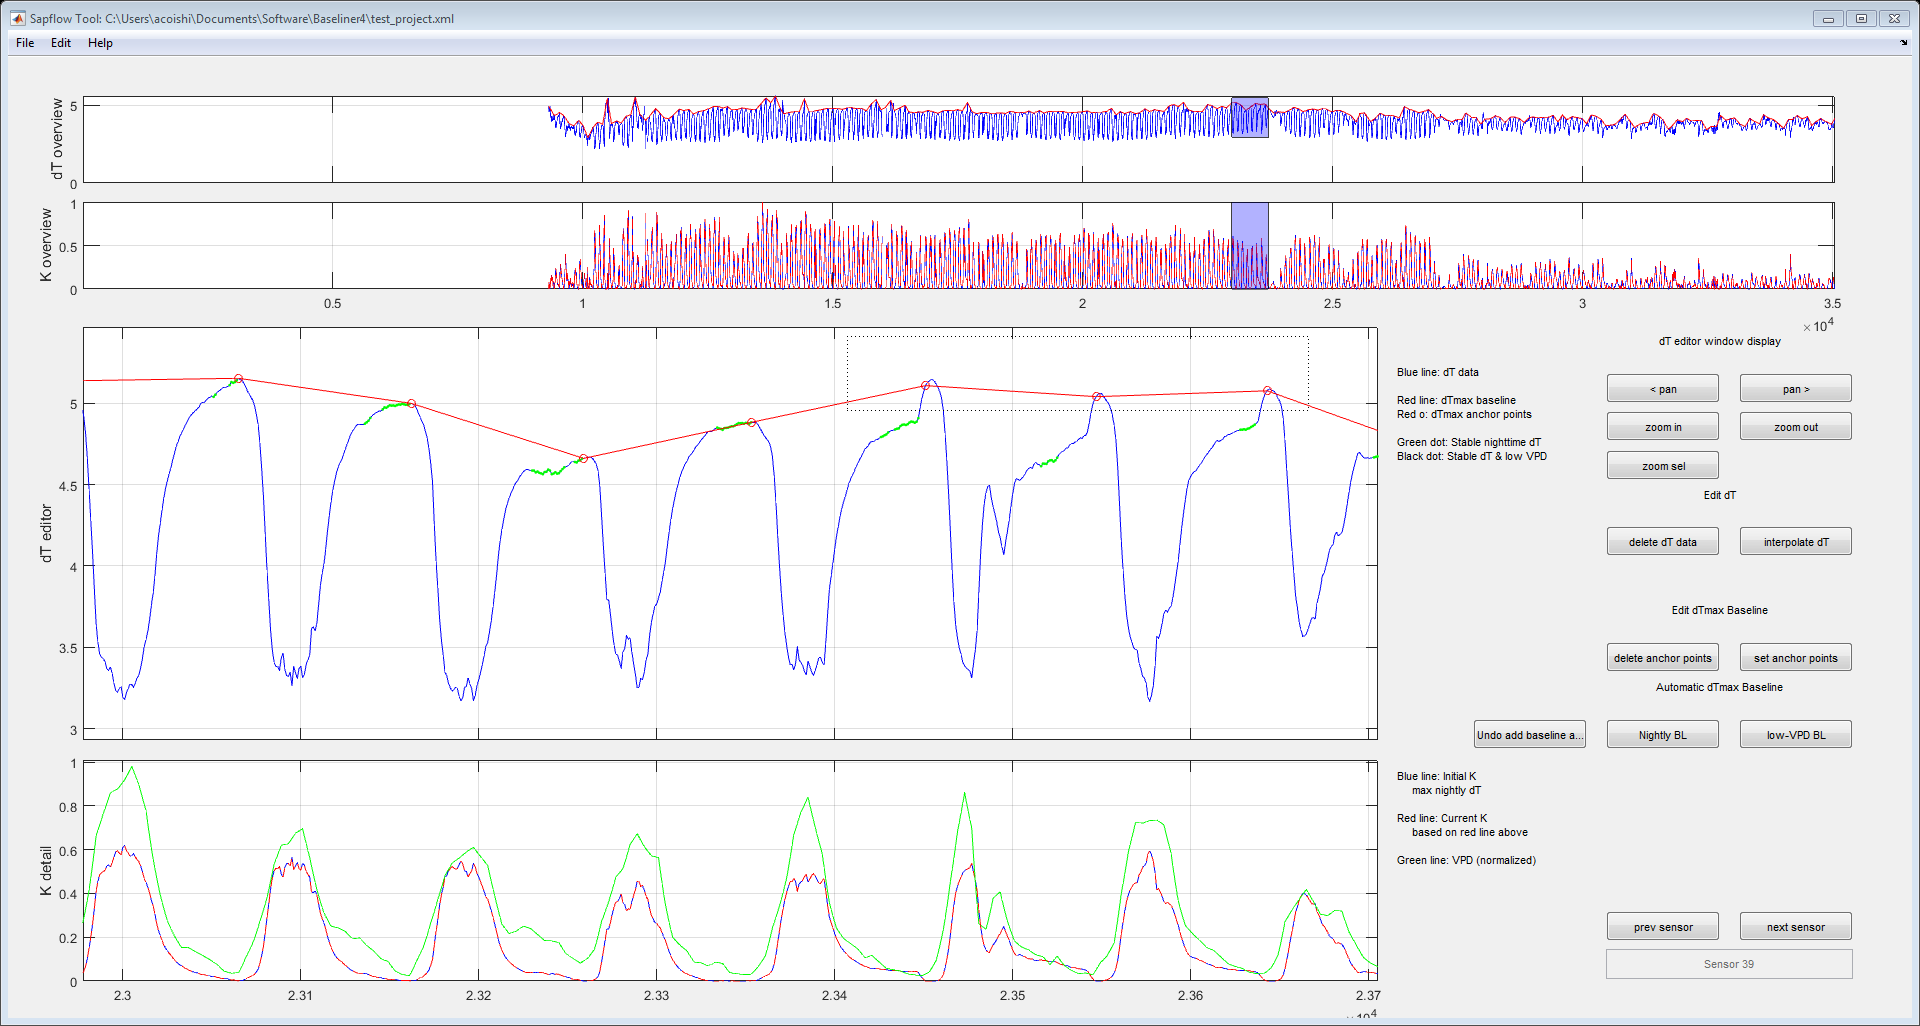 Sapflow Tool: C:\Users\acoishi\Documents\Software\Baseliner4\test_project.xml
File Edit Help
dT overview
5
0
K overview
1
0.5
0
0.5 1 1.5 2 2.5 3 3.5
×10^4
dT editor
5
4.5
4
3.5
3
K detail
1
0.8
0.6
0.4
0.2
0
2.3 2.31 2.32 2.33 2.34 2.35 2.36 2.37
Blue line: dT data
Red line: dTmax baseline
Red o: dTmax anchor points
Green dot: Stable nighttime dT
Black dot: Stable dT & low VPD
dT editor window display
< pan pan >
zoom in zoom out
zoom sel
Edit dT
delete dT data interpolate dT
Edit dTmax Baseline
delete anchor points set anchor points
Automatic dTmax Baseline
Undo add baseline a... Nightly BL low-VPD BL
Blue line: Initial K
max nightly dT
Red line: Current K
based on red line above
Green line: VPD (normalized)
prev sensor next sensor
Sensor 39